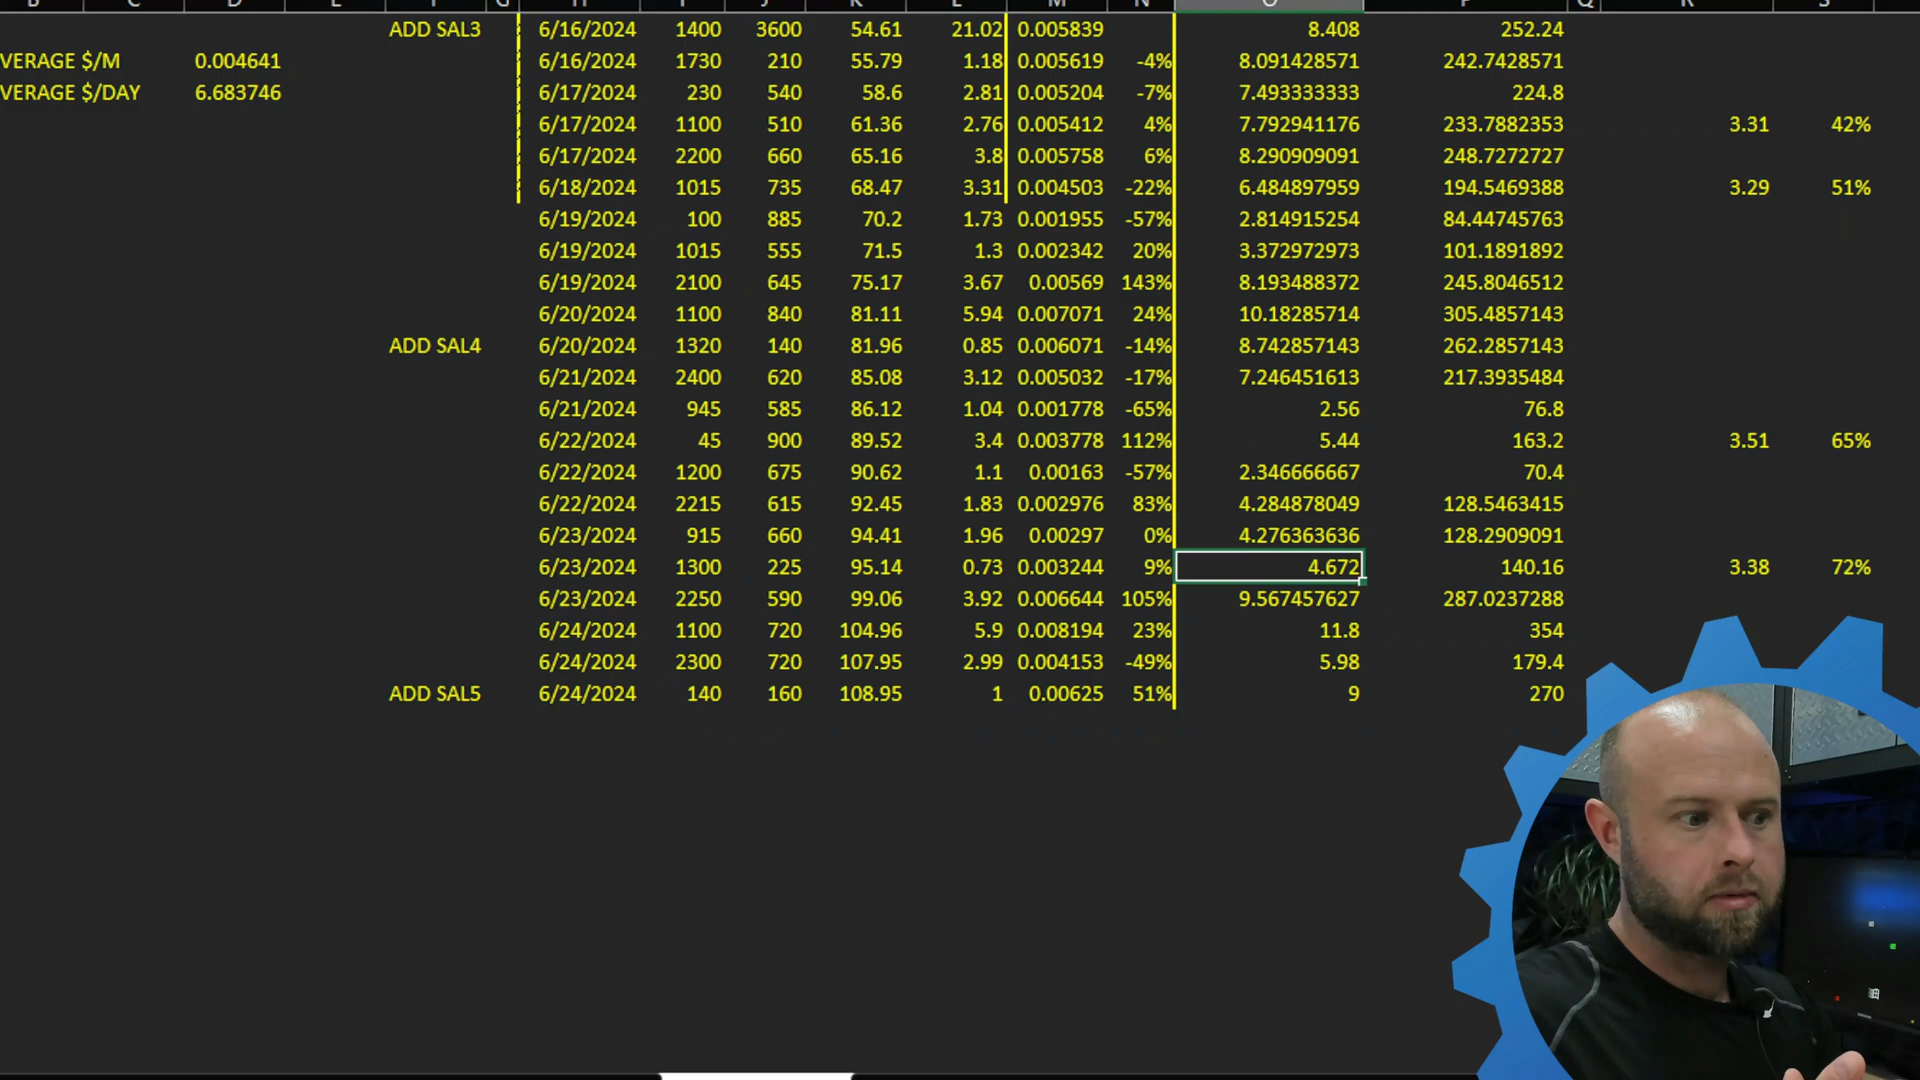 ADD SAL3 6/16/2024 1400 3600 54.61 21.02 0.005839 8.408 252.24
VERAGE $/M 0.004641 6/16/2024 1730 210 55.79 1.18 0.005619 -4% 8.091428571 242.7428571
VERAGE $/DAY 6.683746 6/17/2024 230 540 58.6 2.81 0.005204 -7% 7.493333333 224.8
6/17/2024 1100 510 61.36 2.76 0.005412 4% 7.792941176 233.7882353 3.31 42%
6/17/2024 2200 660 65.16 3.8 0.005758 6% 8.290909091 248.7272727
6/18/2024 1015 735 68.47 3.31 0.004503 -22% 6.484897959 194.5469388 3.29 51%
6/19/2024 100 885 70.2 1.73 0.001955 -57% 2.814915254 84.44745763
6/19/2024 1015 555 71.5 1.3 0.002342 20% 3.372972973 101.1891892
6/19/2024 2100 645 75.17 3.67 0.00569 143% 8.193488372 245.8046512
6/20/2024 1100 840 81.11 5.94 0.007071 24% 10.18285714 305.4857143
ADD SAL4 6/20/2024 1320 140 81.96 0.85 0.006071 -14% 8.742857143 262.2857143
6/21/2024 2400 620 85.08 3.12 0.005032 -17% 7.246451613 217.3935484
6/21/2024 945 585 86.12 1.04 0.001778 -65% 2.56 76.8
6/22/2024 45 900 89.52 3.4 0.003778 112% 5.44 163.2 3.51 65%
6/22/2024 1200 675 90.62 1.1 0.00163 -57% 2.346666667 70.4
6/22/2024 2215 615 92.45 1.83 0.002976 83% 4.284878049 128.5463415
6/23/2024 915 660 94.41 1.96 0.00297 0% 4.276363636 128.2909091
6/23/2024 1300 225 95.14 0.73 0.003244 9% 4.672 140.16 3.38 72%
6/23/2024 2250 590 99.06 3.92 0.006644 105% 9.567457627 287.0237288
6/24/2024 1100 720 104.96 5.9 0.008194 23% 11.8 354
6/24/2024 2300 720 107.95 2.99 0.004153 -49% 5.98 179.4
ADD SAL5 6/24/2024 140 160 108.95 1 0.00625 51% 9 270